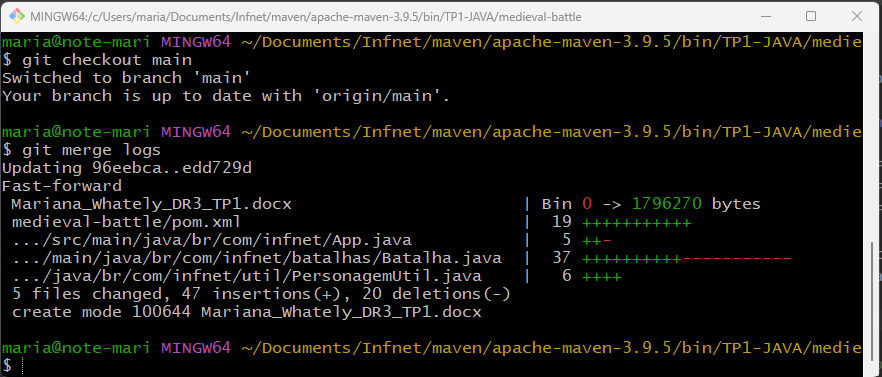 MINGW64:/c/Users/maria/Documents/Infnet/maven/apache-maven-3.9.5/bin/TP1-JAVA/medieval-battle
maria@note-mari MINGW64 ~/Documents/Infnet/maven/apache-maven-3.9.5/bin/TP1-JAVA/medie
$ git checkout main
Switched to branch 'main'
Your branch is up to date with 'origin/main'.
maria@note-mari MINGW64 ~/Documents/Infnet/maven/apache-maven-3.9.5/bin/TP1-JAVA/medie
$ git merge logs
Updating 96eebca..edd729d
Fast-forward
 Mariana_Whately_DR3_TP1.docx                       | Bin 0 -> 1796270 bytes
 medieval-battle/pom.xml                            |  19 +++++++++++
 .../src/main/java/br/com/infnet/App.java           |   5 ++-
 .../main/java/br/com/infnet/batalhas/Batalha.java  |  37 ++++++++++-----------
 .../java/br/com/infnet/util/PersonagemUtil.java    |   6 ++++
 5 files changed, 47 insertions(+), 20 deletions(-)
 create mode 100644 Mariana_Whately_DR3_TP1.docx
maria@note-mari MINGW64 ~/Documents/Infnet/maven/apache-maven-3.9.5/bin/TP1-JAVA/medie
$